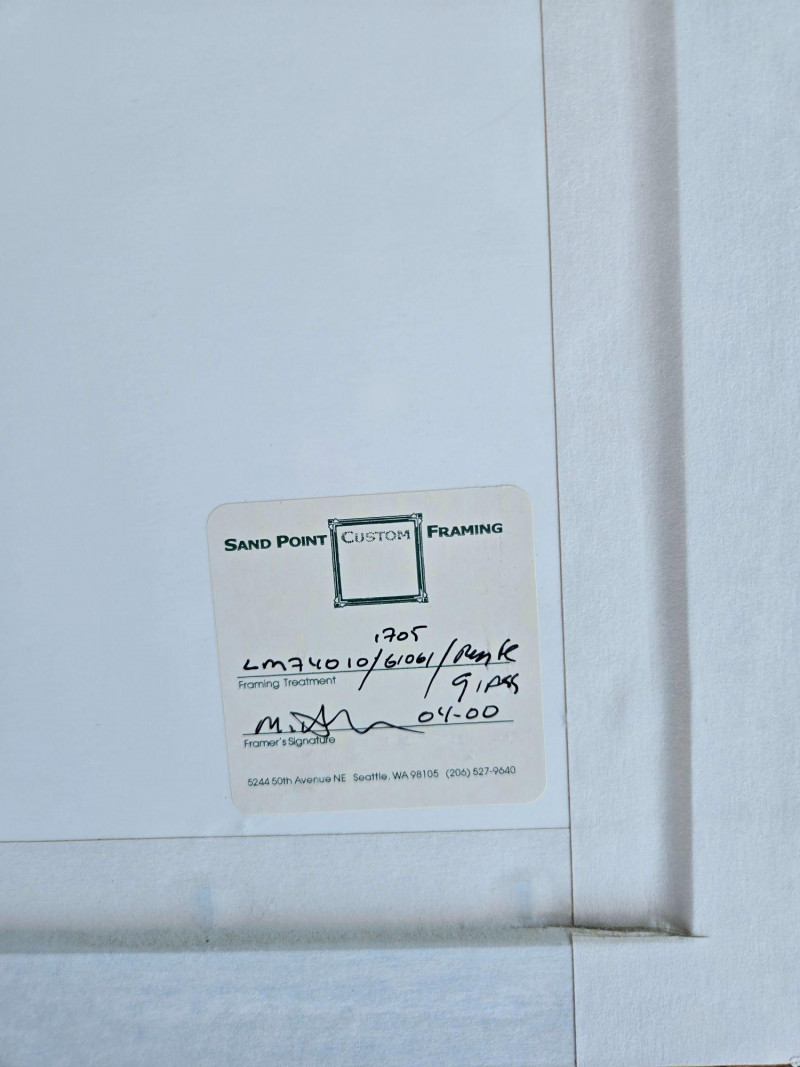 SAND POINT CUSTOM FRAMING
1705
LM74010/61061/
Framing Treatment
glass
04-00
Framer's Signature
5244 50th Avenue NE Seattle, WA 98105 (206) 527-9640